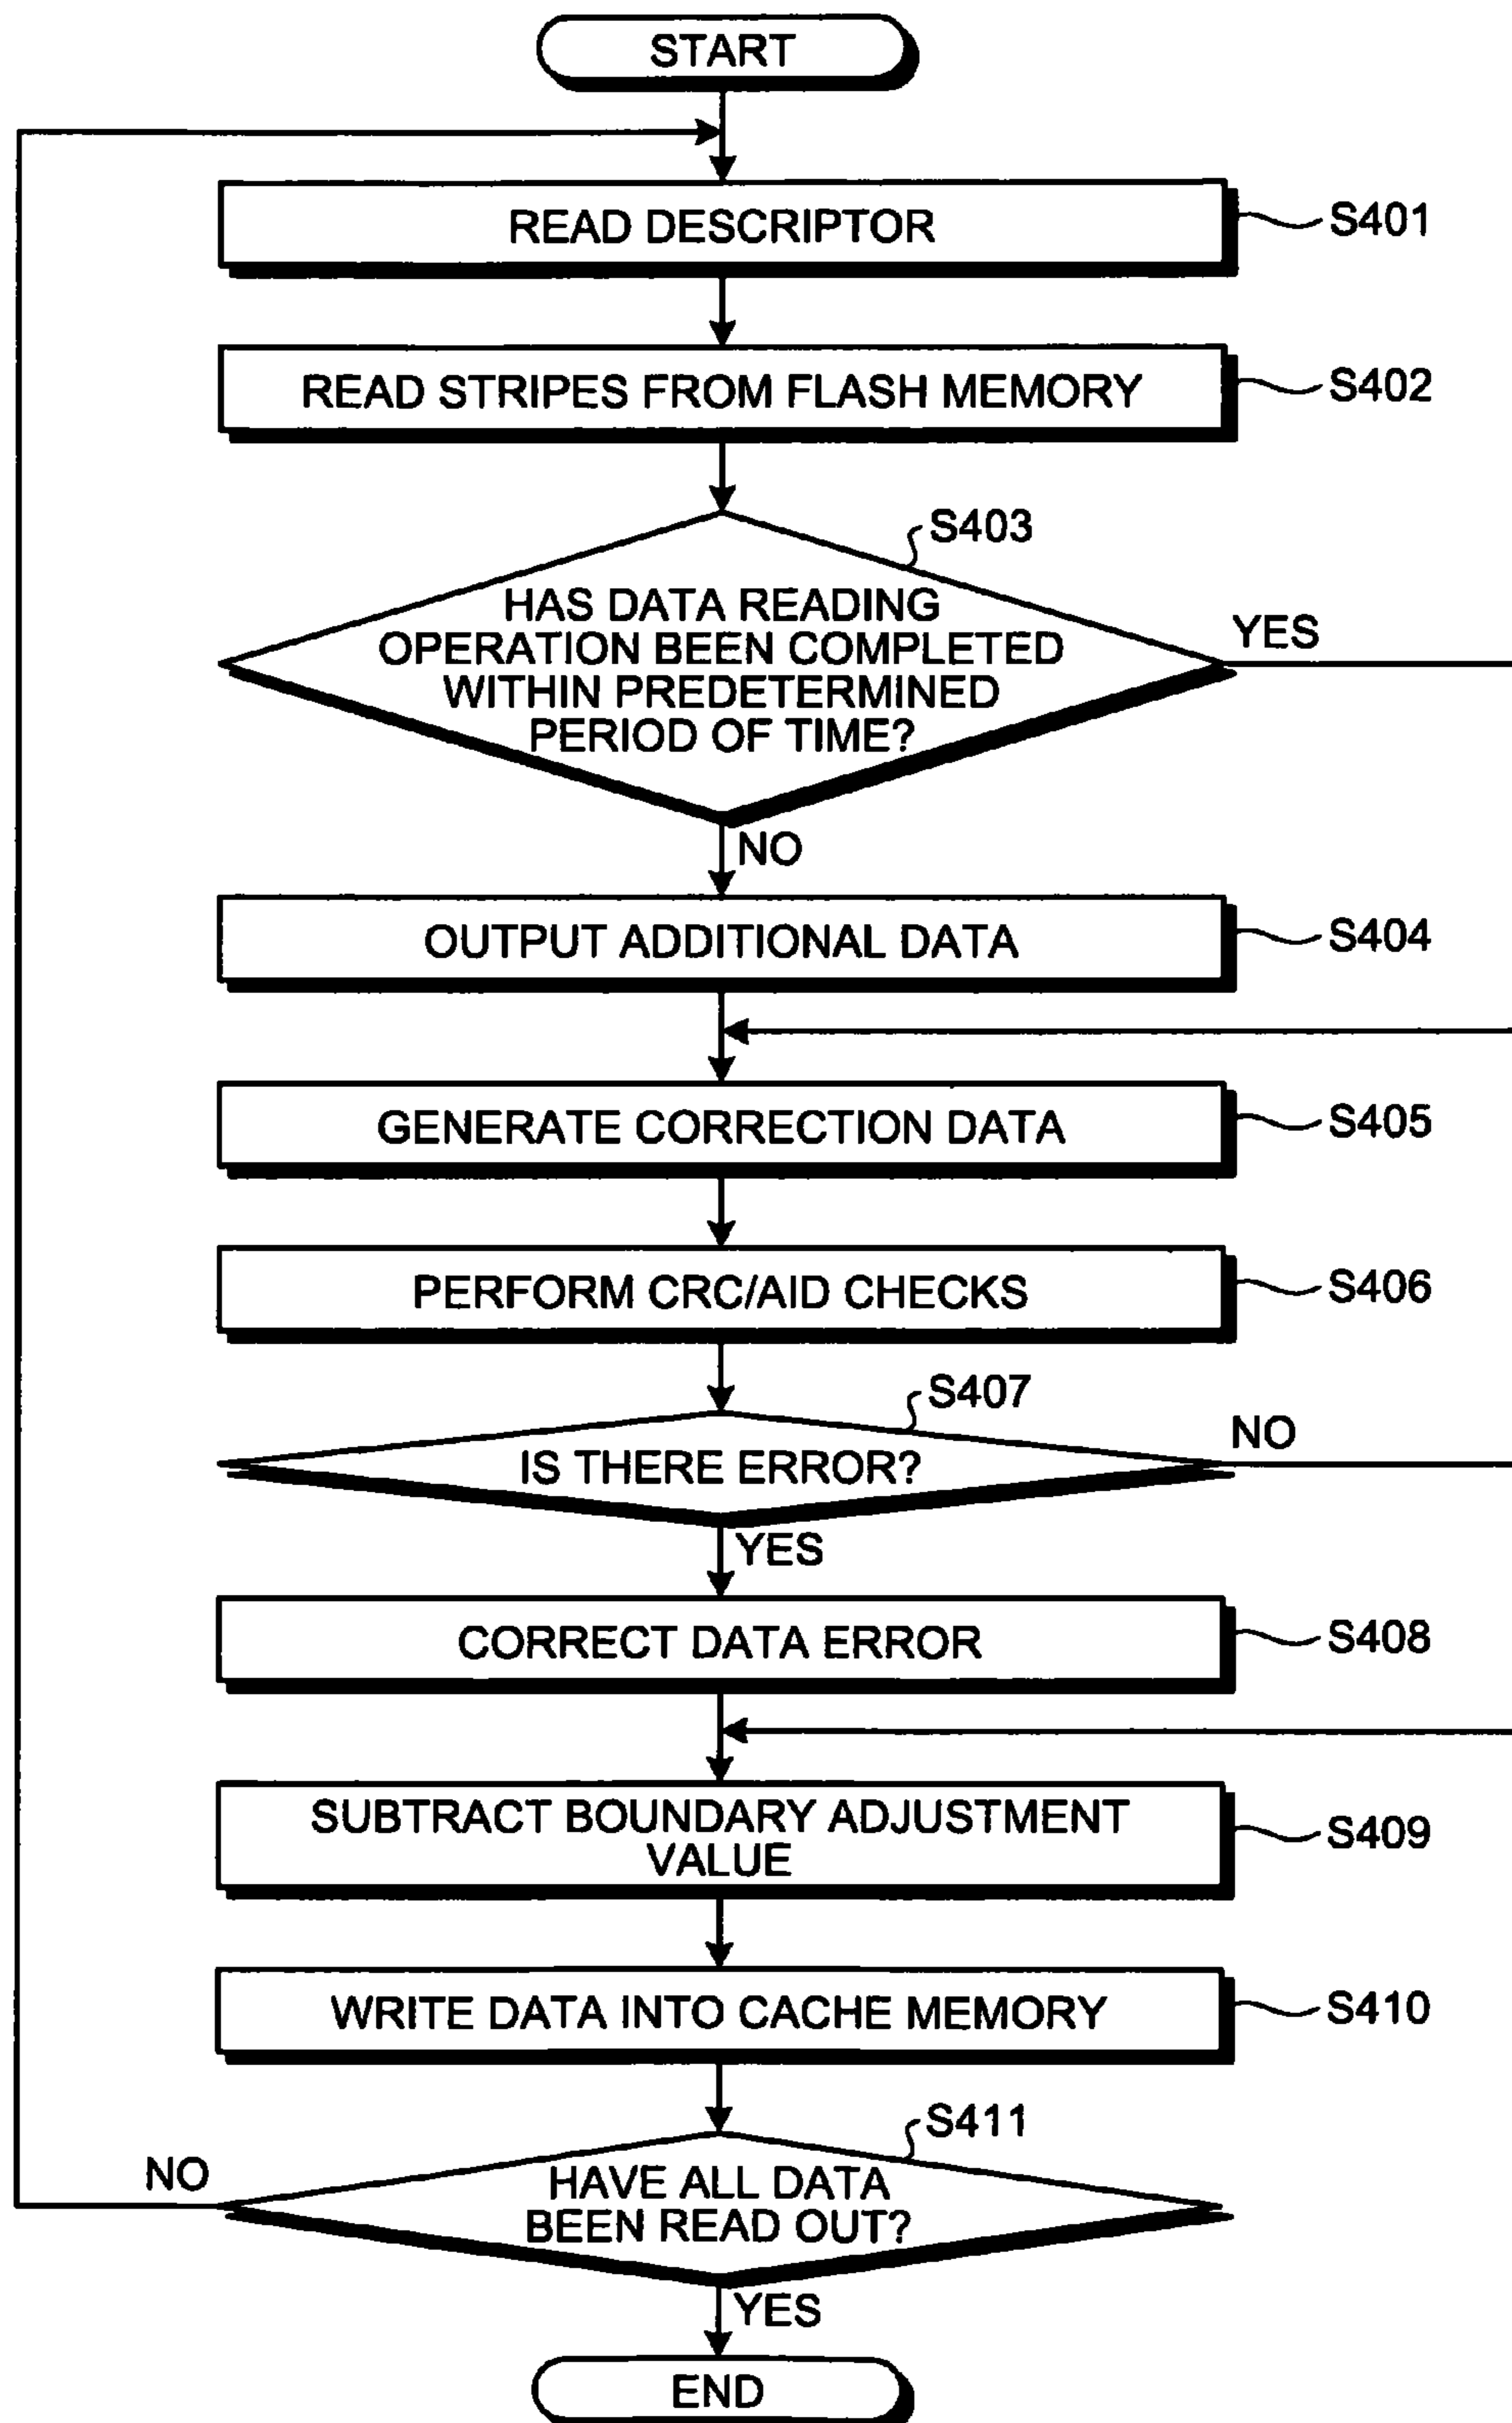 START
READ DESCRIPTOR
S401
READ STRIPES FROM FLASH MEMORY
S402
S403
HAS DATA READING
OPERATION BEEN COMPLETED
WITHIN PREDETERMINED
PERIOD OF TIME?
YES
NO
OUTPUT ADDITIONAL DATA
S404
GENERATE CORRECTION DATA
S405
PERFORM CRC/AID CHECKS
S406
S407
IS THERE ERROR?
NO
YES
CORRECT DATA ERROR
S408
SUBTRACT BOUNDARY ADJUSTMENT
VALUE
S409
WRITE DATA INTO CACHE MEMORY
S410
S411
HAVE ALL DATA
BEEN READ OUT?
NO
YES
END